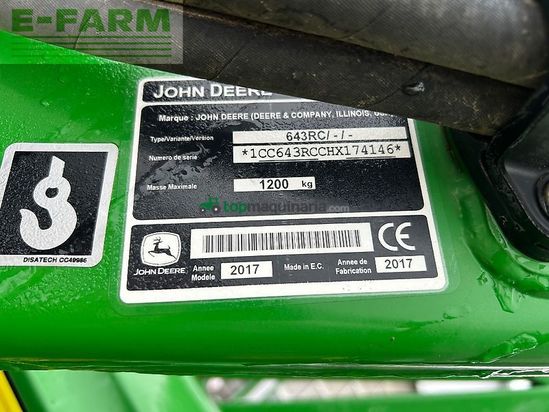 E-FARM
JOHN DEERE
Marque : JOHN DEERE (DEERE & COMPANY, ILLINOIS,
Type/Variante/Version 643RC/ - / -
Numero de serie *1CC643RCCHX174146*
Masse Maximale 1200 kg
topmaquinaria.com
JOHN DEERE
Annee Modele 2017
Made in E.C.
Annee de Fabrication 2017
CE
DISATECH CC49986